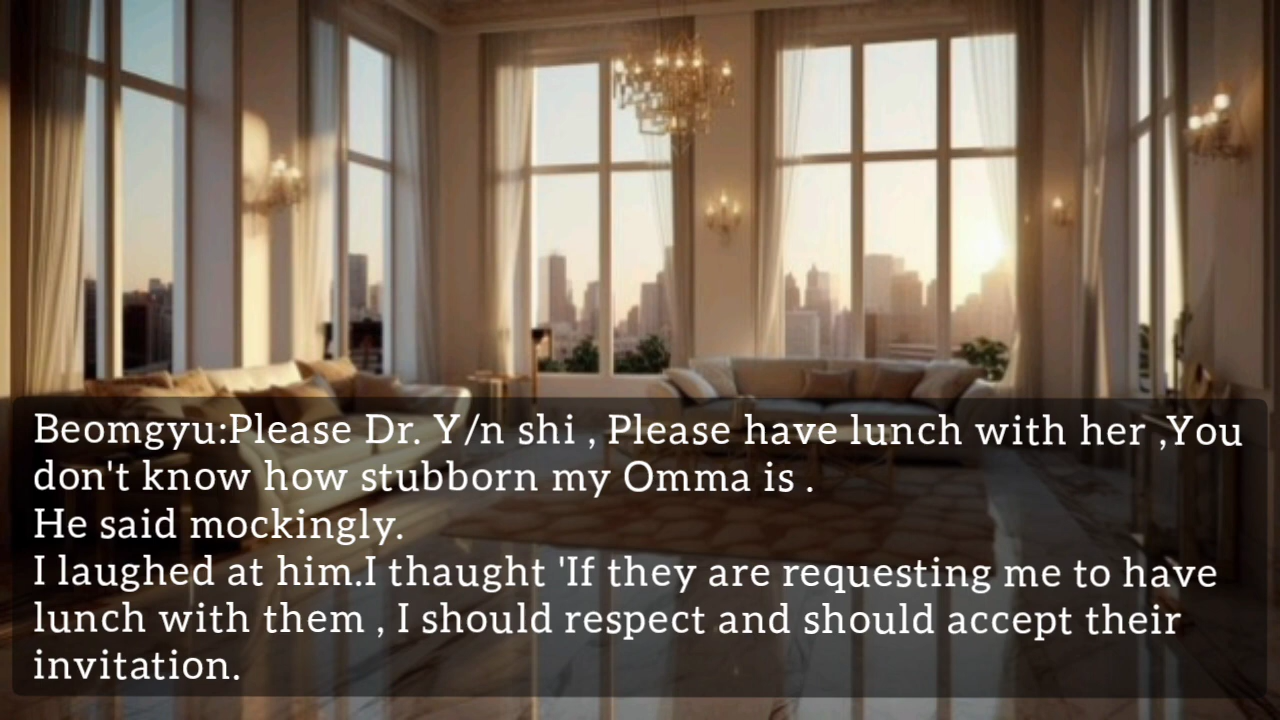 Beomgyu:Please Dr. Y/n shi , Please have lunch with her ,You
don't know how stubborn my Omma is .
He said mockingly.
I laughed at him.I thaught 'If they are requesting me to have
lunch with them , I should respect and should accept their
invitation.